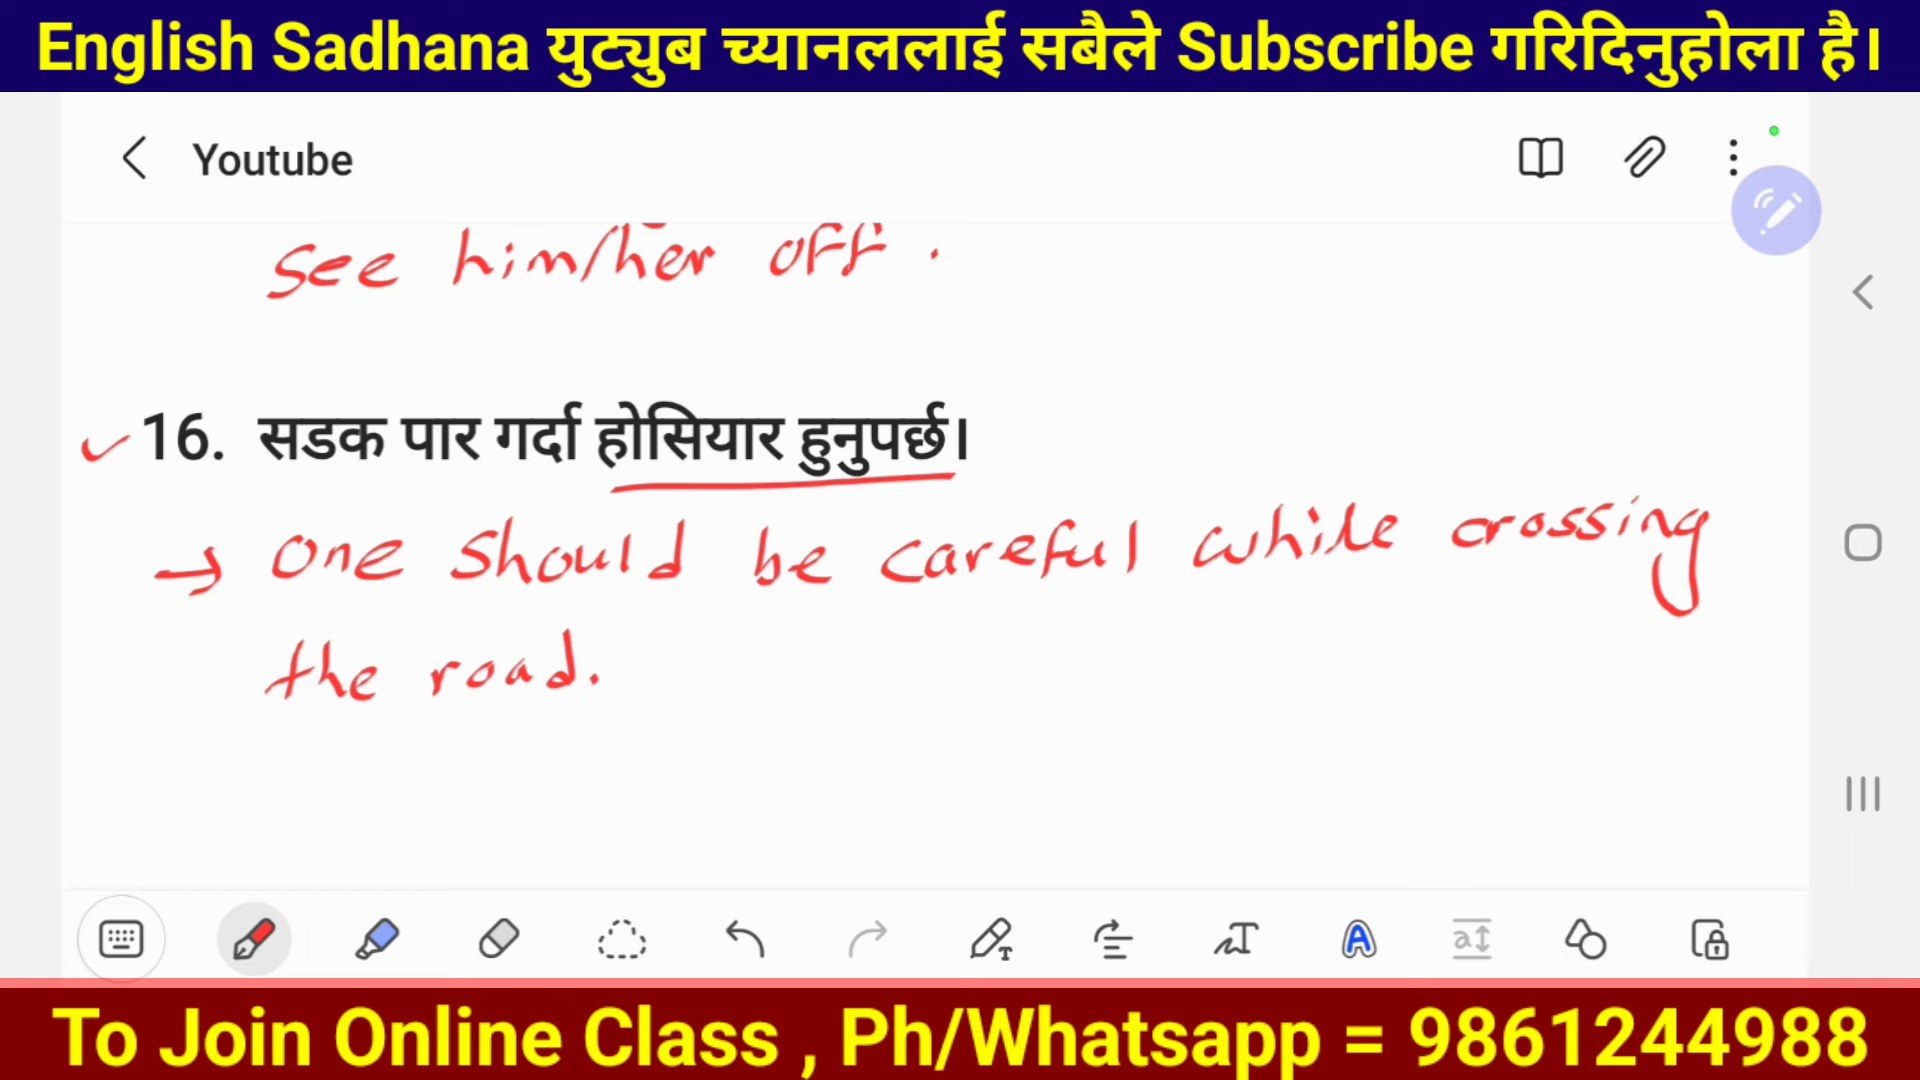 English Sadhana युट्युब च्यानललाई सबैले Subscribe गरिदिनुहोला है।
Youtube
see him/her off.
16. सडक पार गर्दा होसियार हुनुपर्छ।
→ One should be careful while crossing
the road.
To Join Online Class , Ph/Whatsapp = 9861244988